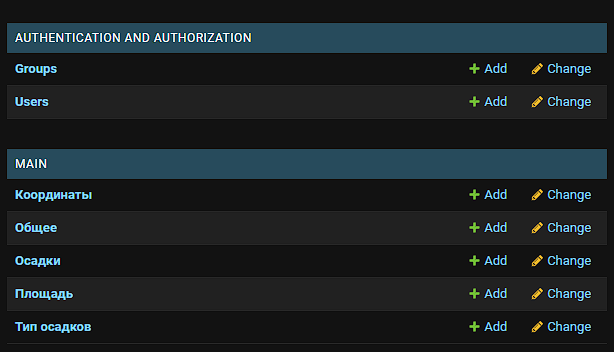 AUTHENTICATION AND AUTHORIZATION
Groups Add Change
Users Add Change
MAIN
Координаты Add Change
Общее Add Change
Осадки Add Change
Площадь Add Change
Тип осадков Add Change